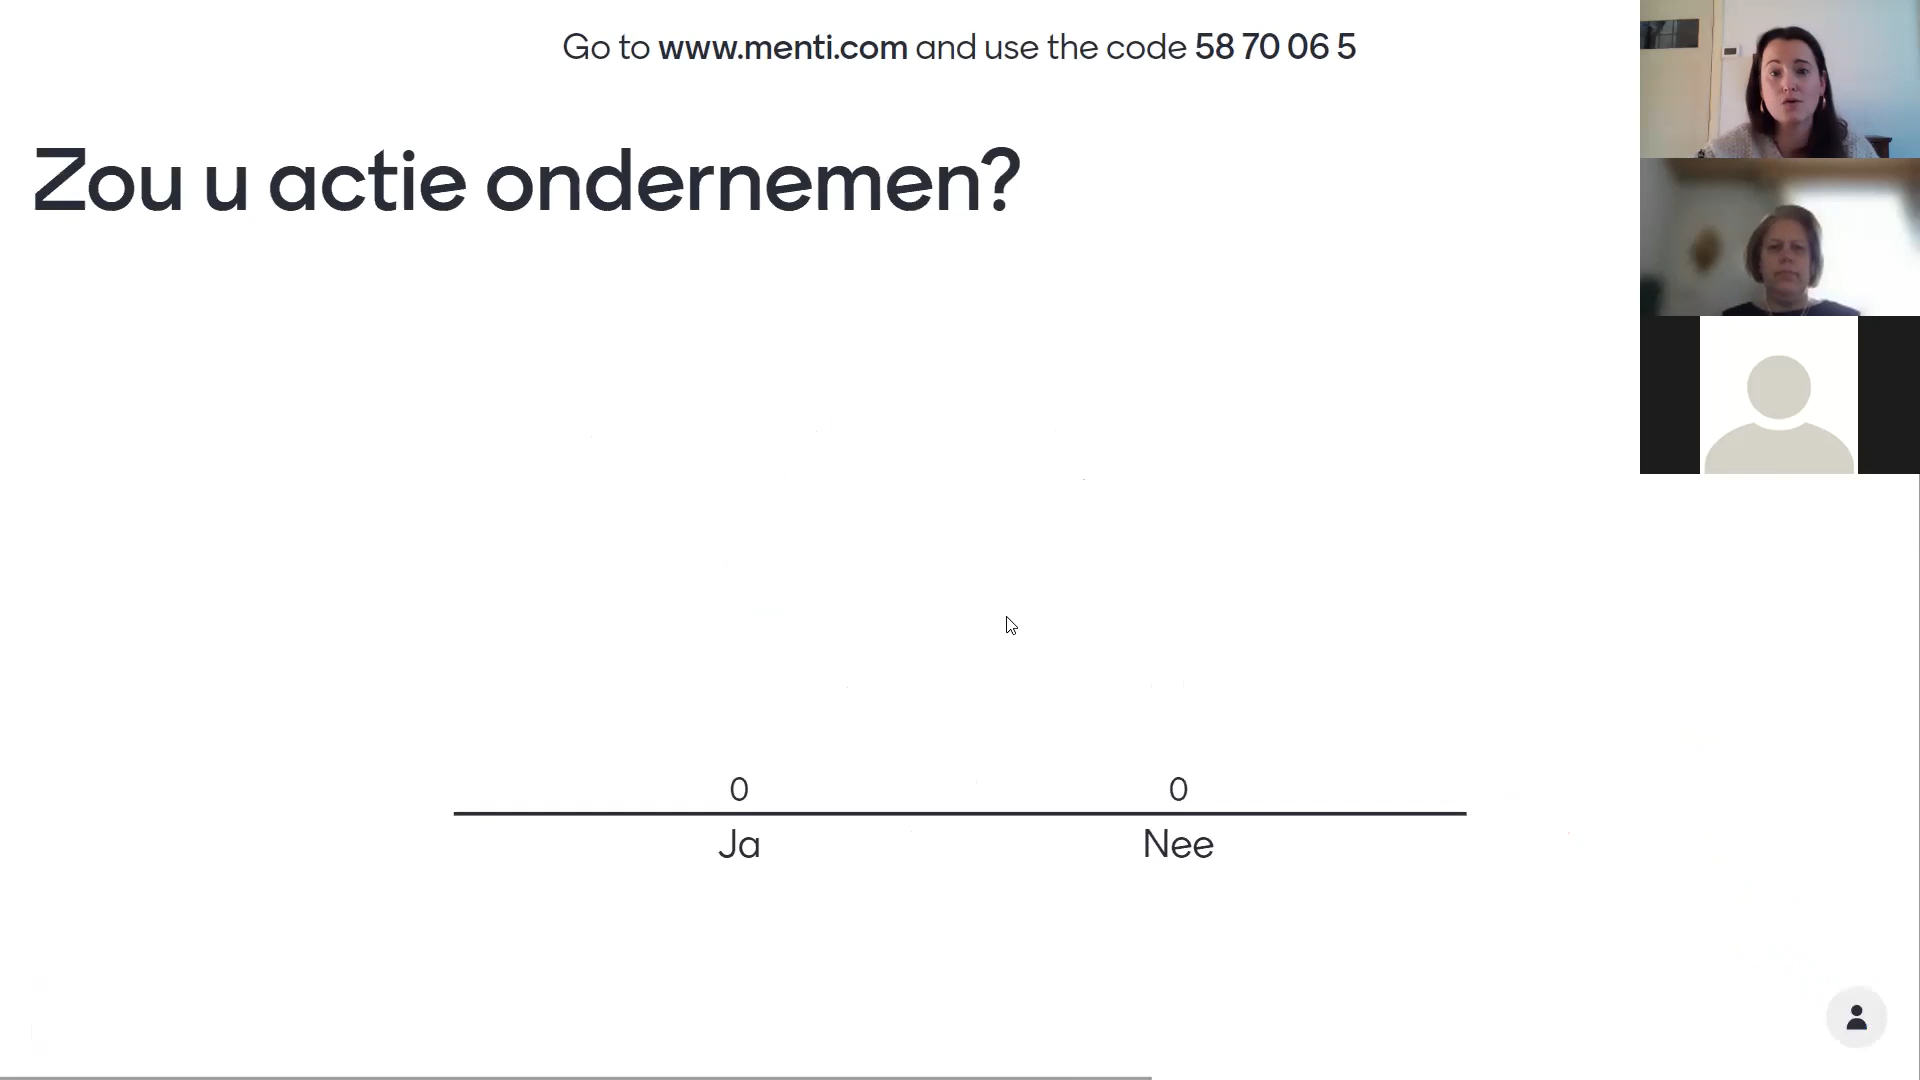 Go to www.menti.com and use the code 58 70 06 5
Zou u actie ondernemen?
0 0
Ja Nee